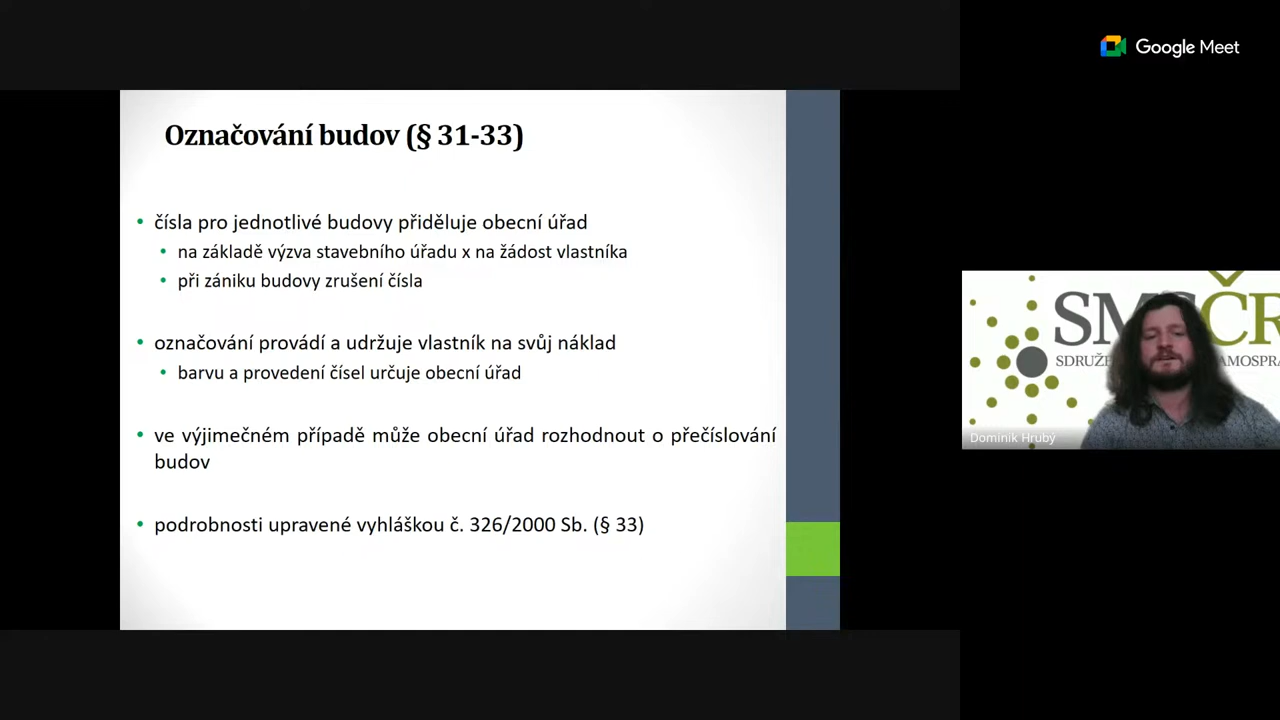 Google Meet
Označování budov (§ 31-33)
• čísla pro jednotlivé budovy přiděluje obecní úřad
• na základě výzva stavebního úřadu x na žádost vlastníka
• při zániku budovy zrušení čísla
• označování provádí a udržuje vlastník na svůj náklad
• barvu a provedení čísel určuje obecní úřad
• ve výjimečném případě může obecní úřad rozhodnout o přečíslování
budov
• podrobnosti upravené vyhláškou č. 326/2000 Sb. (§ 33)
SMSČR
Dominik Hrubý